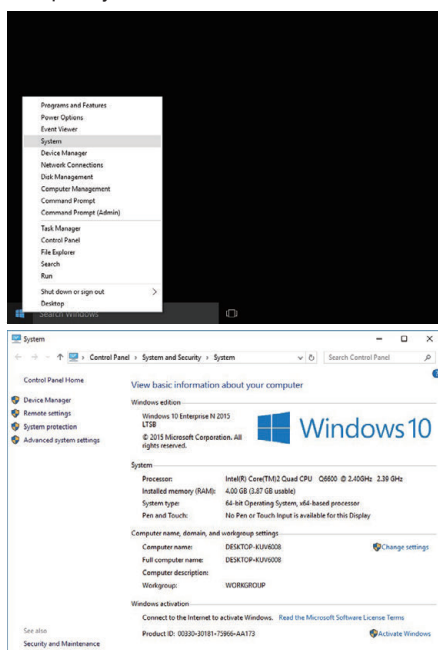 Programs and Features
Power Options
Event Viewer
System
Device Manager
Network Connections
Disk Management
Computer Management
Command Prompt
Command Prompt (Admin)
Task Manager
Control Panel
File Explorer
Search
Run
Shut down or sign out
Desktop
Search Windows
System
Control Panel › System and Security › System
Search Control Panel
Control Panel Home
Device Manager
Remote settings
System protection
Advanced system settings
See also
Security and Maintenance
View basic information about your computer
Windows edition
Windows 10 Enterprise N 2015
LTSB
© 2015 Microsoft Corporation. All
rights reserved.
Windows 10
System
Processor: Intel(R) Core(TM)2 Quad CPU Q6600 @ 2.40GHz 2.39 GHz
Installed memory (RAM): 4.00 GB (3.87 GB usable)
System type: 64-bit Operating System, x64-based processor
Pen and Touch: No Pen or Touch Input is available for this Display
Computer name, domain, and workgroup settings
Computer name: DESKTOP-KUV6008
Change settings
Full computer name: DESKTOP-KUV6008
Computer description:
Workgroup: WORKGROUP
Windows activation
Connect to the Internet to activate Windows. Read the Microsoft Software License Terms
Product ID: 00330-30181-75966-AA173
Activate Windows